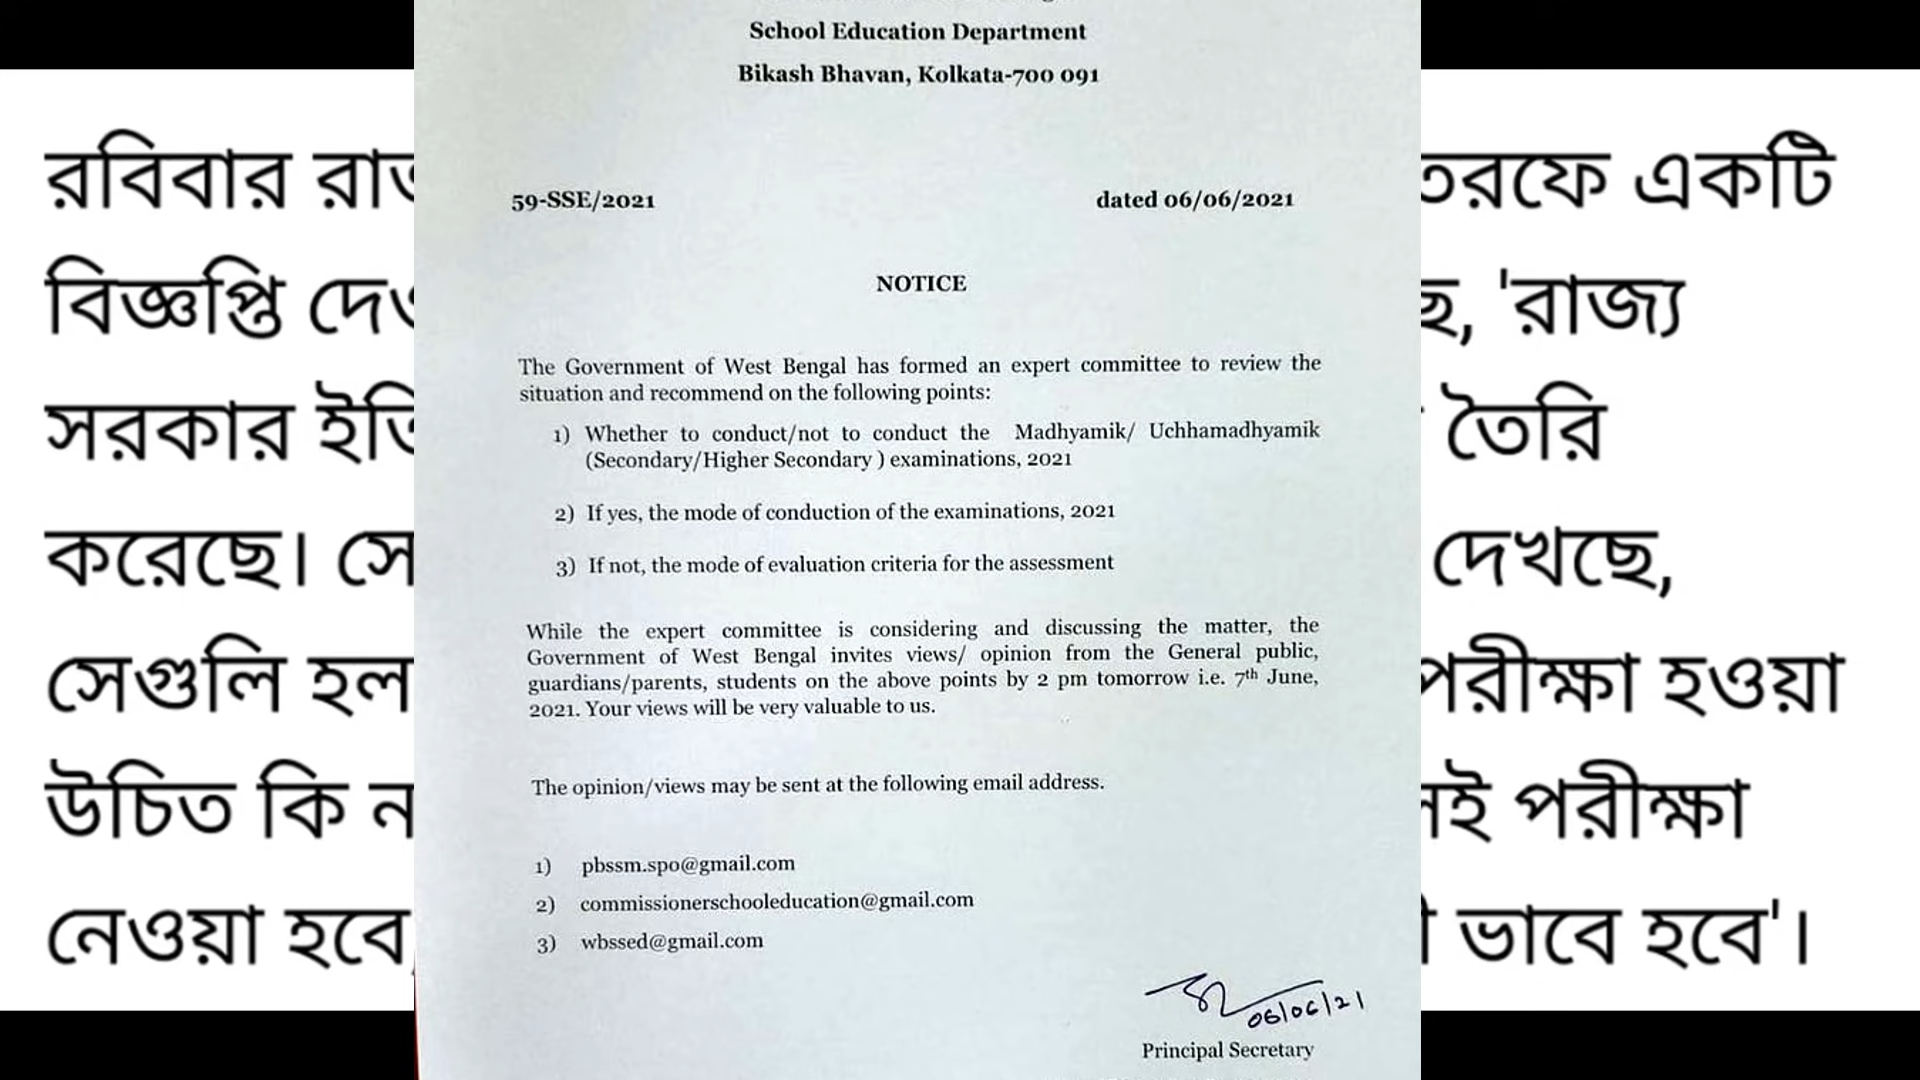 School Education Department
Bikash Bhavan, Kolkata-700 091
59-SSE/2021 dated 06/06/2021
NOTICE
The Government of West Bengal has formed an expert committee to review the
situation and recommend on the following points:
1) Whether to conduct/not to conduct the Madhyamik/ Uchhamadhyamik
(Secondary/Higher Secondary ) examinations, 2021
2) If yes, the mode of conduction of the examinations, 2021
3) If not, the mode of evaluation criteria for the assessment
While the expert committee is considering and discussing the matter, the
Government of West Bengal invites views/ opinion from the General public,
guardians/parents, students on the above points by 2 pm tomorrow i.e. 7th June,
2021. Your views will be very valuable to us.
The opinion/views may be sent at the following email address.
1) pbssm.spo@gmail.com
2) commissionerschooleducation@gmail.com
3) wbssed@gmail.com
06/06/21
Principal Secretary
রবিবার
বিজ্ঞপ্তি
সরকার
করেছে।
সেগুলি হল
উচিত কি
নেওয়া হবে,
একটি
'রাজ্য
তৈরি
দেখছে,
পরীক্ষা হওয়া
পরীক্ষা
ভাবে হবে'।